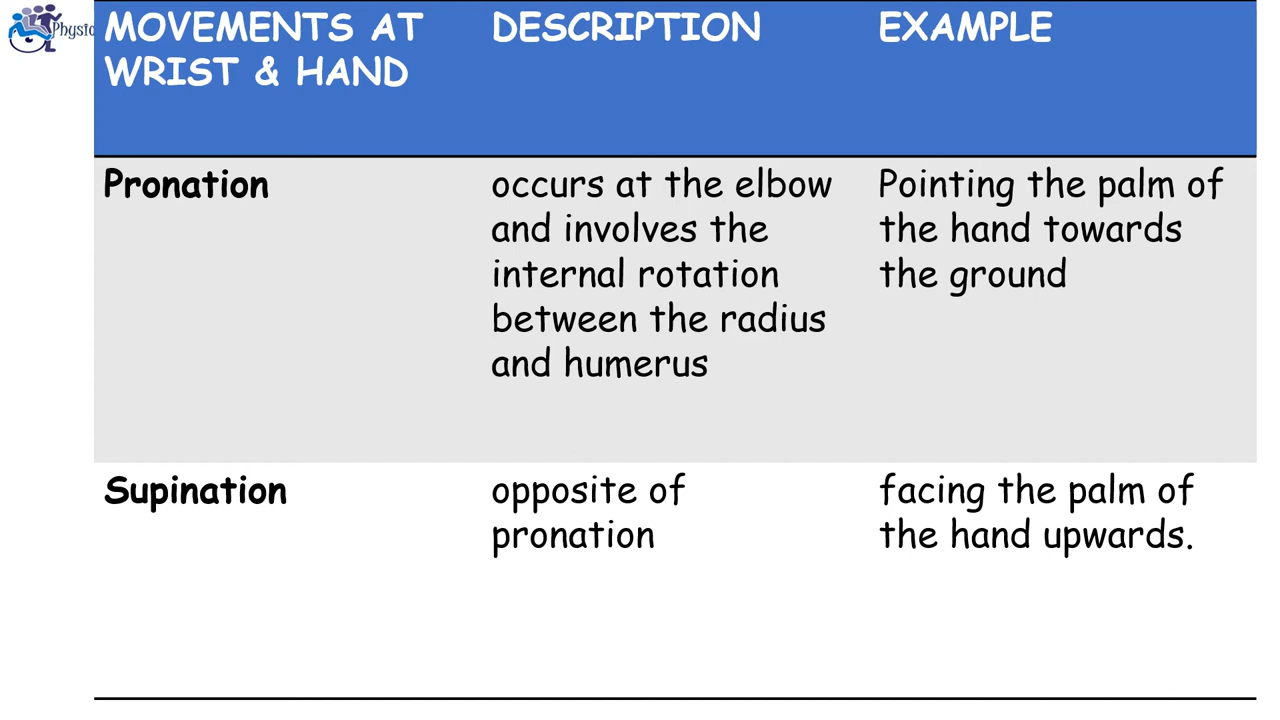 Physio
MOVEMENTS AT
WRIST & HAND
DESCRIPTION
EXAMPLE
Pronation
occurs at the elbow
and involves the
internal rotation
between the radius
and humerus
Pointing the palm of
the hand towards
the ground
Supination
opposite of
pronation
facing the palm of
the hand upwards.